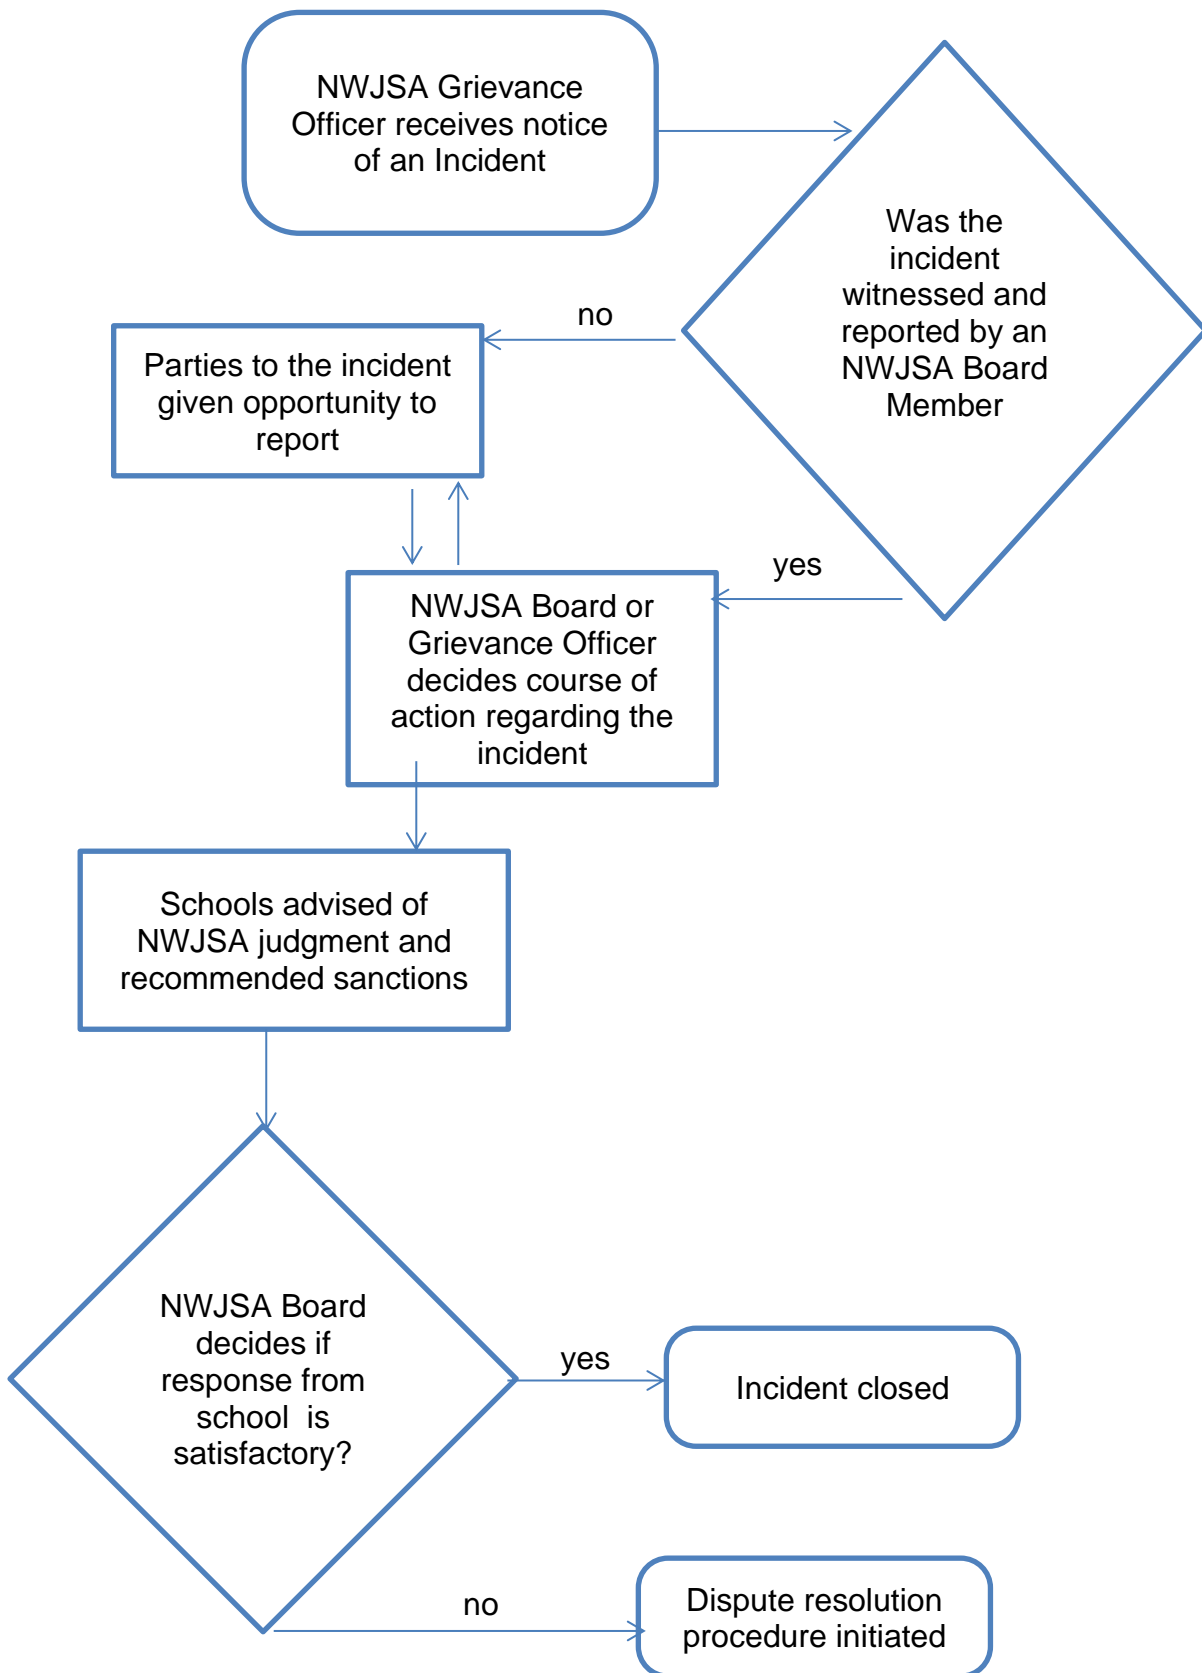 NWJSA Grievance
Officer receives notice
of an Incident
Was the
incident
witnessed and
reported by an
NWJSA Board
Member
no
Parties to the incident
given opportunity to
report
yes
NWJSA Board or
Grievance Officer
decides course of
action regarding the
incident
Schools advised of
NWJSA judgment and
recommended sanctions
NWJSA Board
decides if
response from
school  is
satisfactory?
yes
Incident closed
no
Dispute resolution
procedure initiated